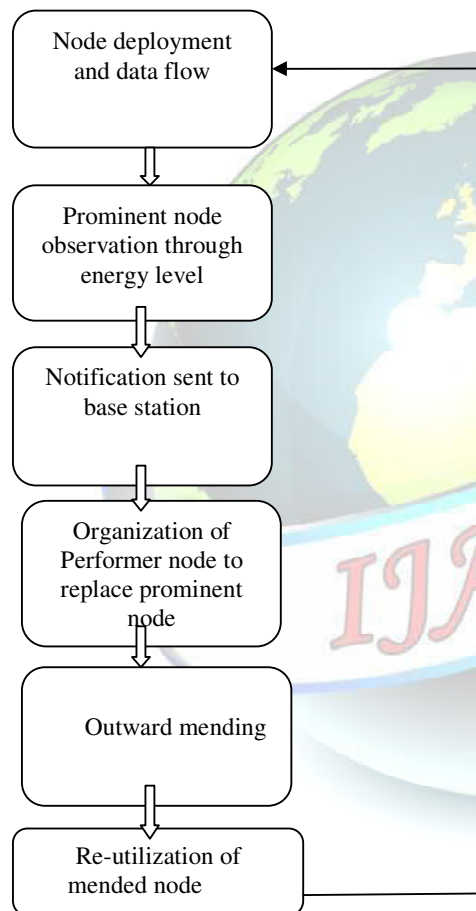 Node deployment
and data flow
Prominent node
observation through
energy level
Notification sent to
base station
Organization of
Performer node to
replace prominent
node
IJA
Outward mending
Re-utilization of
mended node